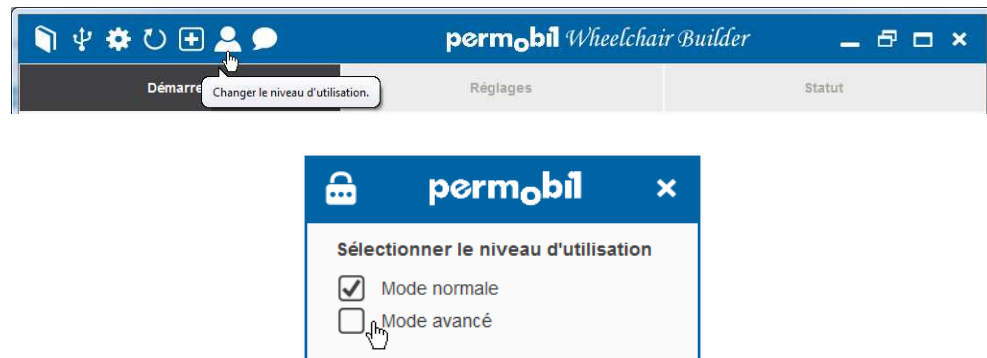 permobil Wheelchair Builder
Démarre Réglages Statut
Changer le niveau d'utilisation.
permobil
Sélectionner le niveau d'utilisation
Mode normale
Mode avancé